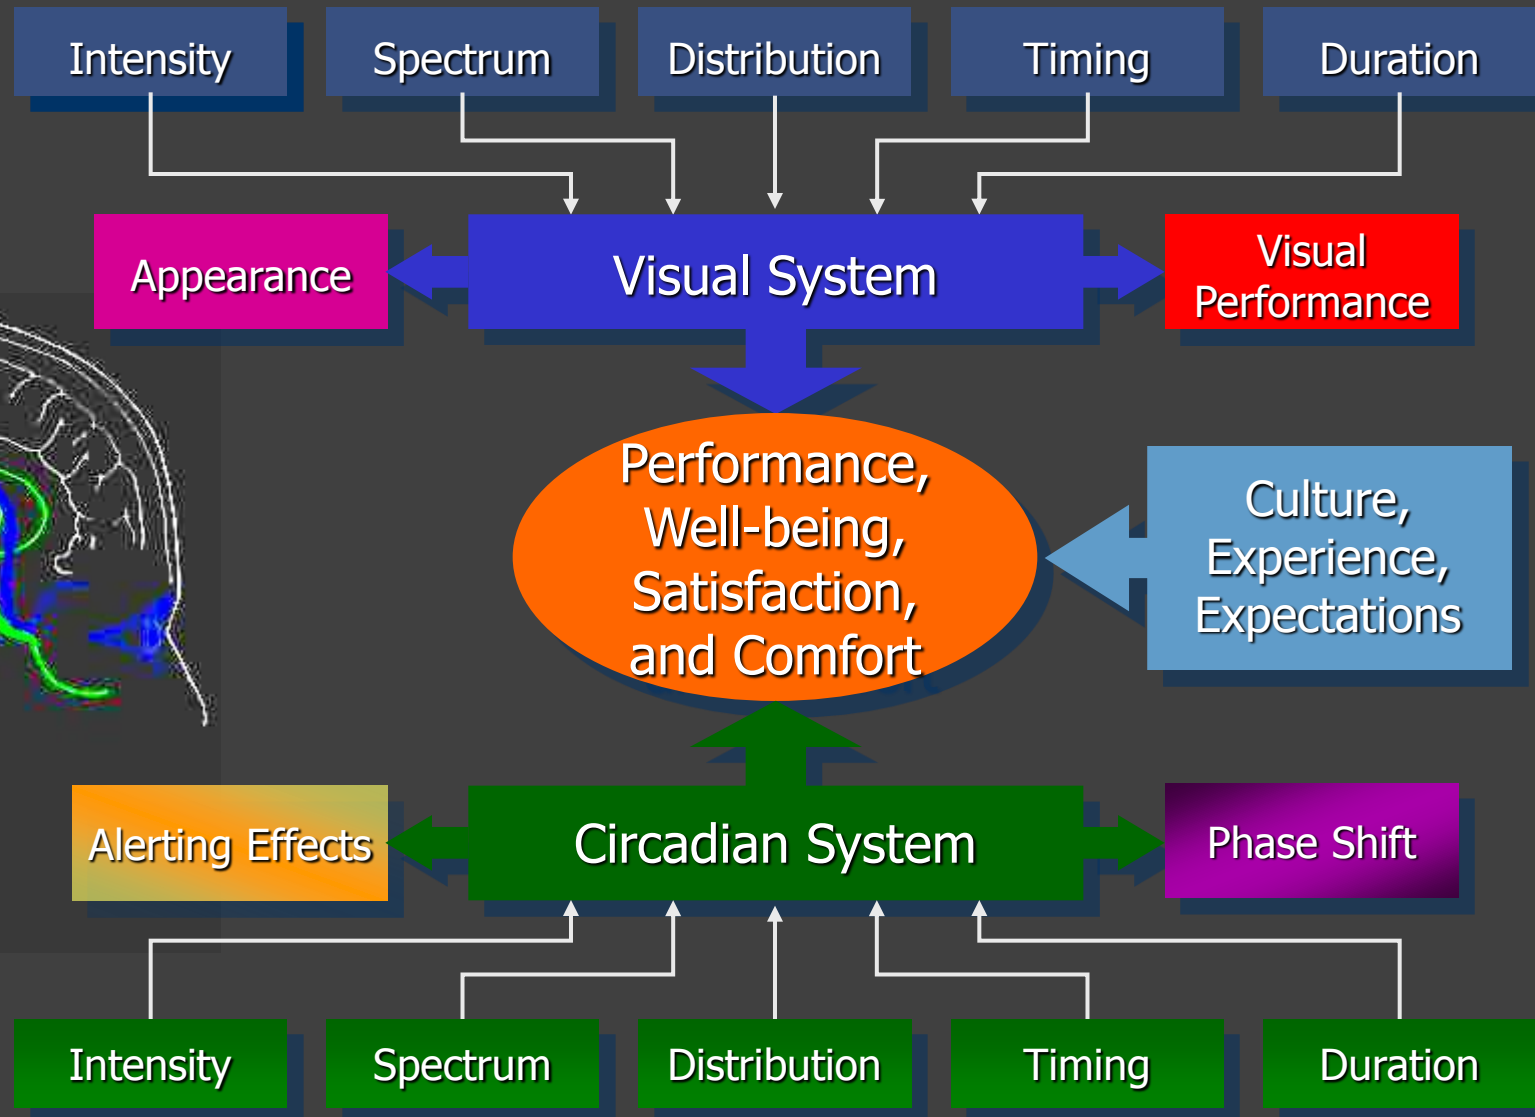 Intensity
Spectrum
Distribution
Timing
Duration
Appearance
Visual System
Visual
Performance
Performance,
Well-being,
Satisfaction,
and Comfort
Culture,
Experience,
Expectations
Alerting Effects
Circadian System
Phase Shift
Intensity
Spectrum
Distribution
Timing
Duration